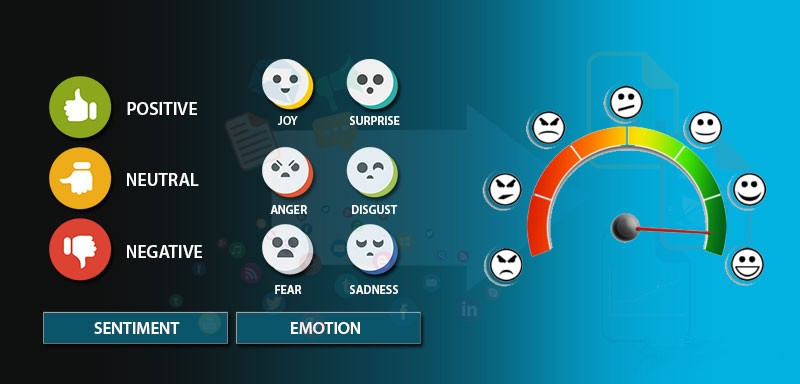 POSITIVE
NEUTRAL
NEGATIVE
SENTIMENT
JOY
SURPRISE
ANGER
DISGUST
FEAR
SADNESS
EMOTION